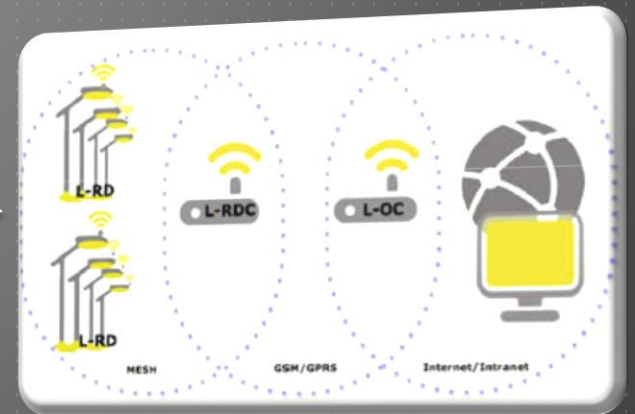 L-RD
L-RDC
L-OC
L-RD
MESH
GSM/GPRS
Internet/Intranet